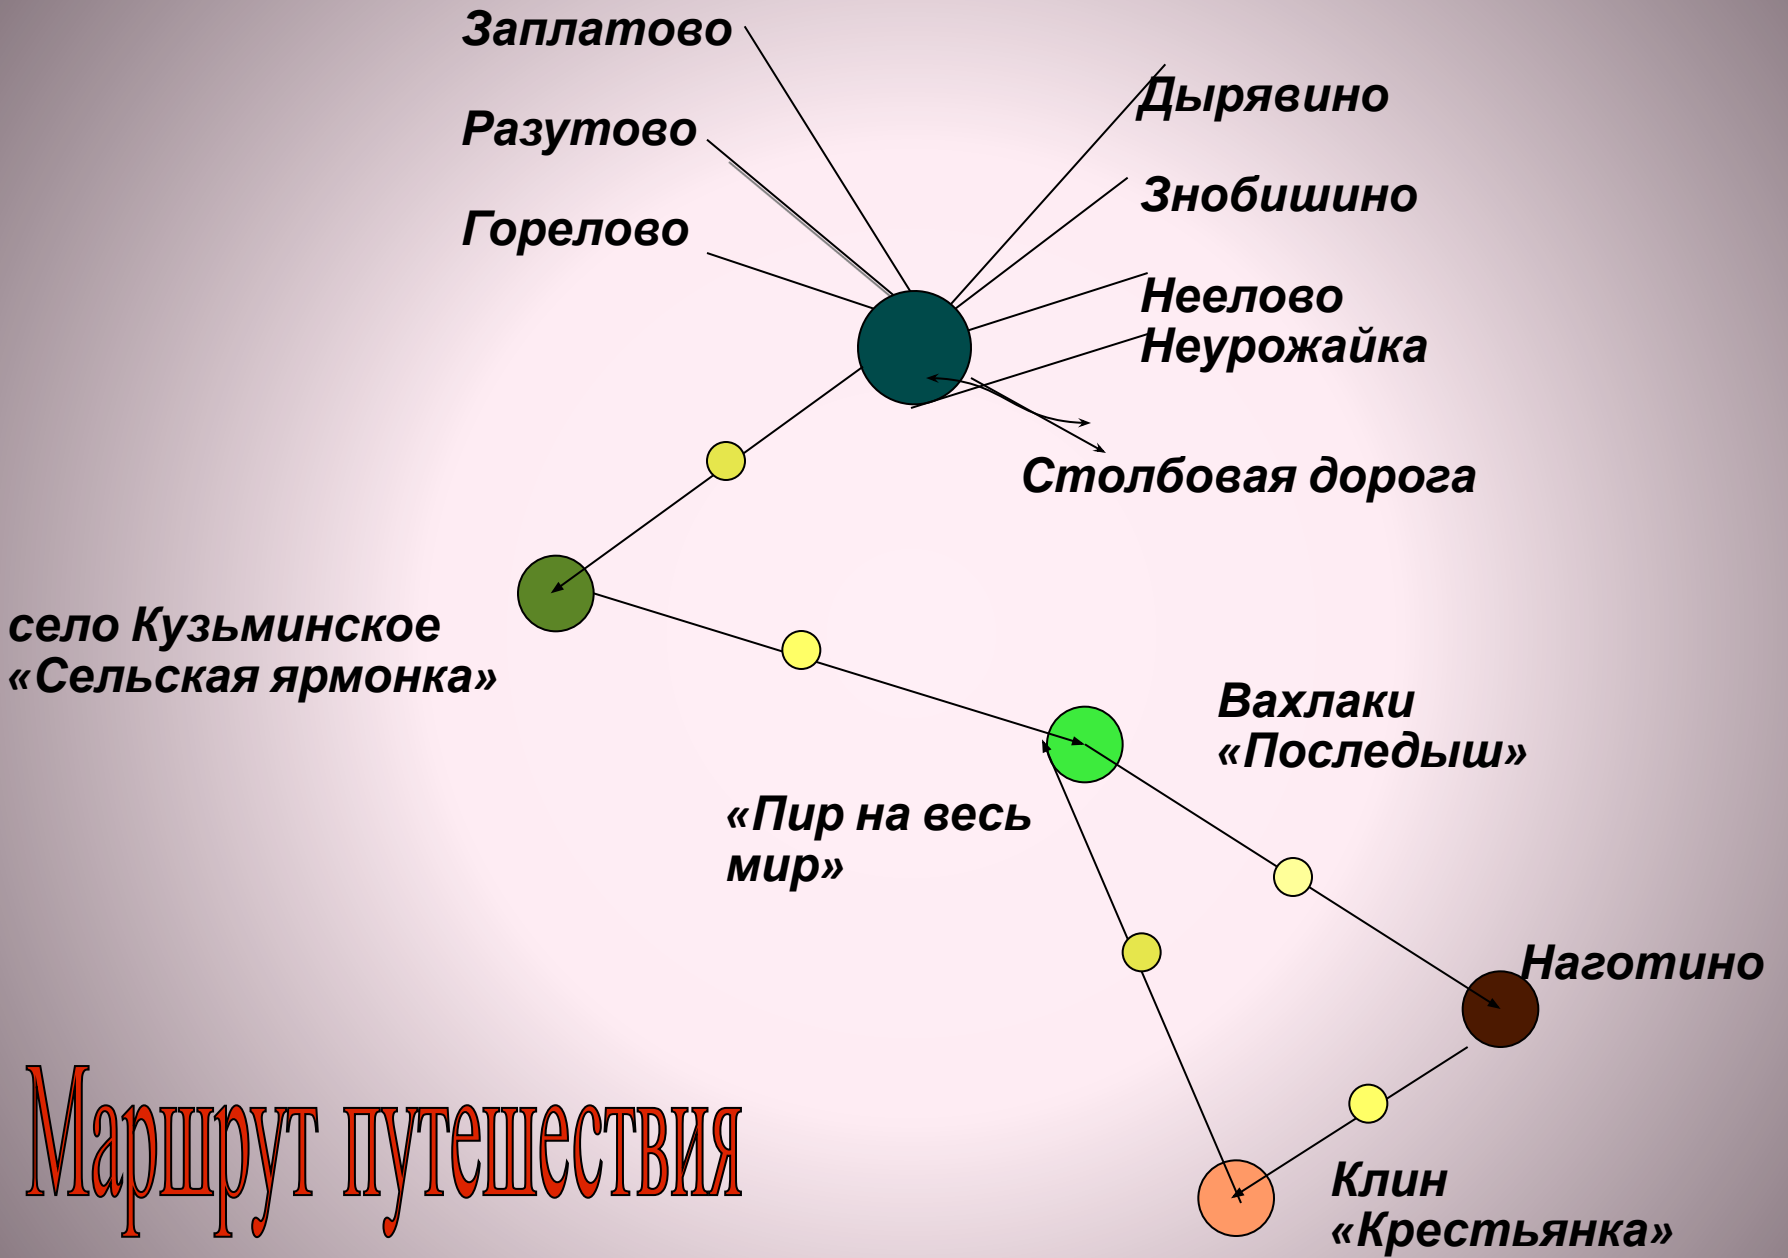 Заплатово
Разутово
Горелово
Дырявино
Знобишино
Неелово
Неурожайка
Столбовая дорога
село Кузьминское
«Сельская ярмонка»
Вахлаки
«Последыш»
«Пир на весь
мир»
Наготино
Клин
«Крестьянка»
Маршрут путешествия